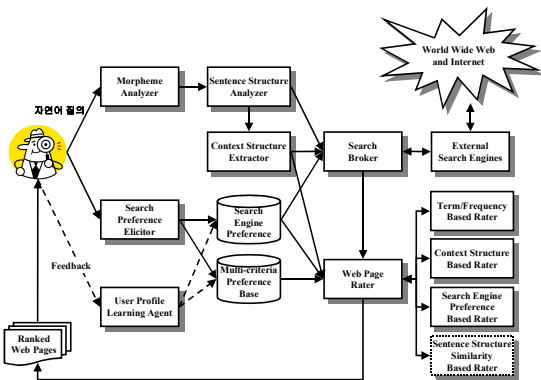 World Wide Web
and Internet
Morpheme
Analyzer
Sentence Structure
Analyzer
자연어 질의
Context Structure
Extractor
Search
Broker
External
Search Engines
Search
Preference
Elicitor
Search
Engine
Preference
Term/Frequency
Based Rater
Context Structure
Based Rater
Feedback
Multi-criteria
Preference
Base
Web Page
Rater
User Profile
Learning Agent
Search Engine
Preference
Based Rater
Ranked
Web Pages
Sentence Structure
Similarity
Based Rater